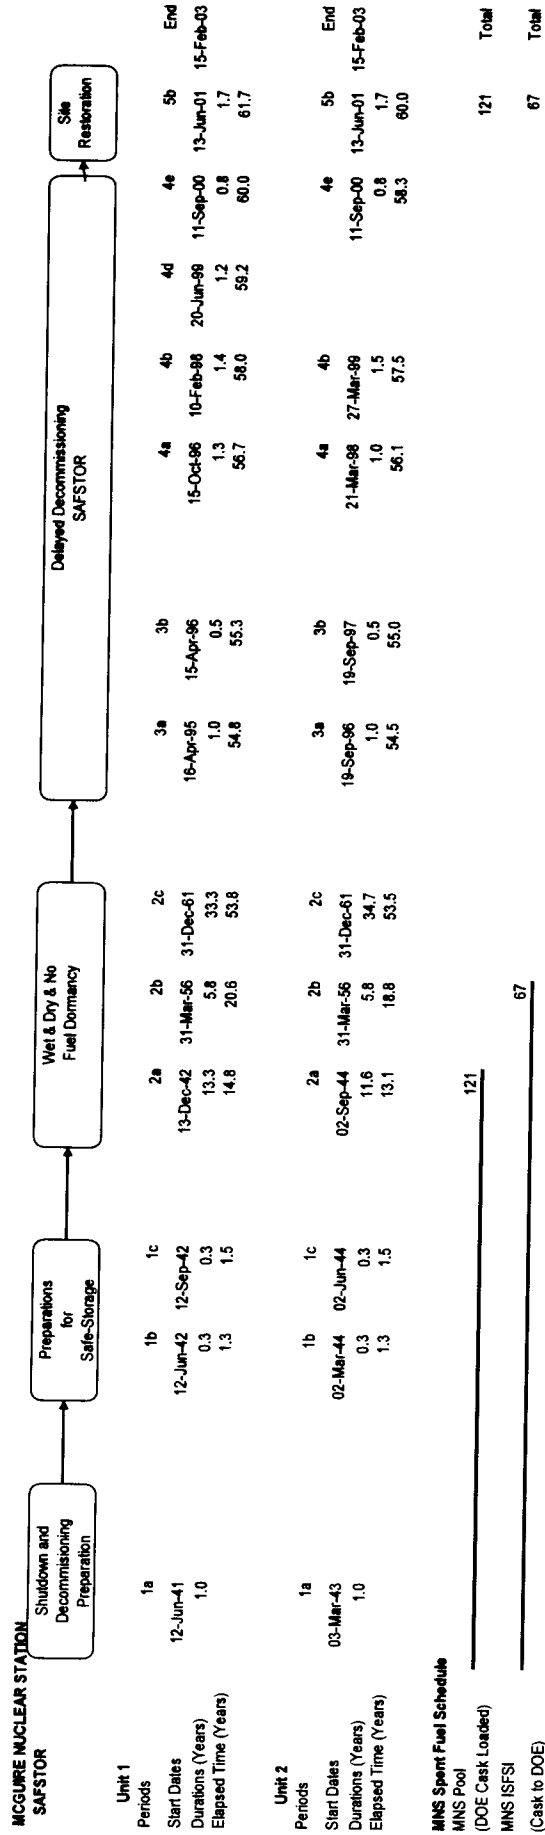 MCGUIRE NUCLEAR STATION
SAFSTOR
Shutdown and
Decommisioning
Preparation
Preparations
for
Safe-Storage
Wet & Dry & No
Fuel Dormancy
Delayed Decommissioning
SAFSTOR
Site
Restoration
Unit 1
Periods 1a 1b 1c 2a 2b 2c 3a 3b 4a 4b 4d 4e 5b End
Start Dates 12-Jun-41 12-Jun-42 12-Sep-42 13-Dec-42 31-Mar-56 31-Dec-61 16-Apr-95 15-Apr-96 15-Oct-96 10-Feb-98 20-Jun-99 11-Sep-00 13-Jun-01 15-Feb-03
Durations (Years) 1.0 0.3 0.3 13.3 5.8 33.3 1.0 0.5 1.3 1.4 1.2 0.8 1.7
Elapsed Time (Years) 1.3 1.5 14.8 20.6 53.8 54.8 55.3 56.7 58.0 59.2 60.0 61.7
Unit 2
Periods 1a 1b 1c 2a 2b 2c 3a 3b 4a 4b 4e 5b End
Start Dates 03-Mar-43 02-Mar-44 02-Jun-44 02-Sep-44 31-Mar-56 31-Dec-61 19-Sep-96 19-Sep-97 21-Mar-98 27-Mar-99 11-Sep-00 13-Jun-01 15-Feb-03
Durations (Years) 1.0 0.3 0.3 11.6 5.8 34.7 1.0 0.5 1.0 1.5 0.8 1.7
Elapsed Time (Years) 1.3 1.5 13.1 18.8 53.5 54.5 55.0 56.1 57.5 58.3 60.0
MNS Spent Fuel Schedule
MNS Pool 121
(DOE Cask Loaded) 121 Total
MNS ISFSI 67
(Cask to DOE) 67 Total